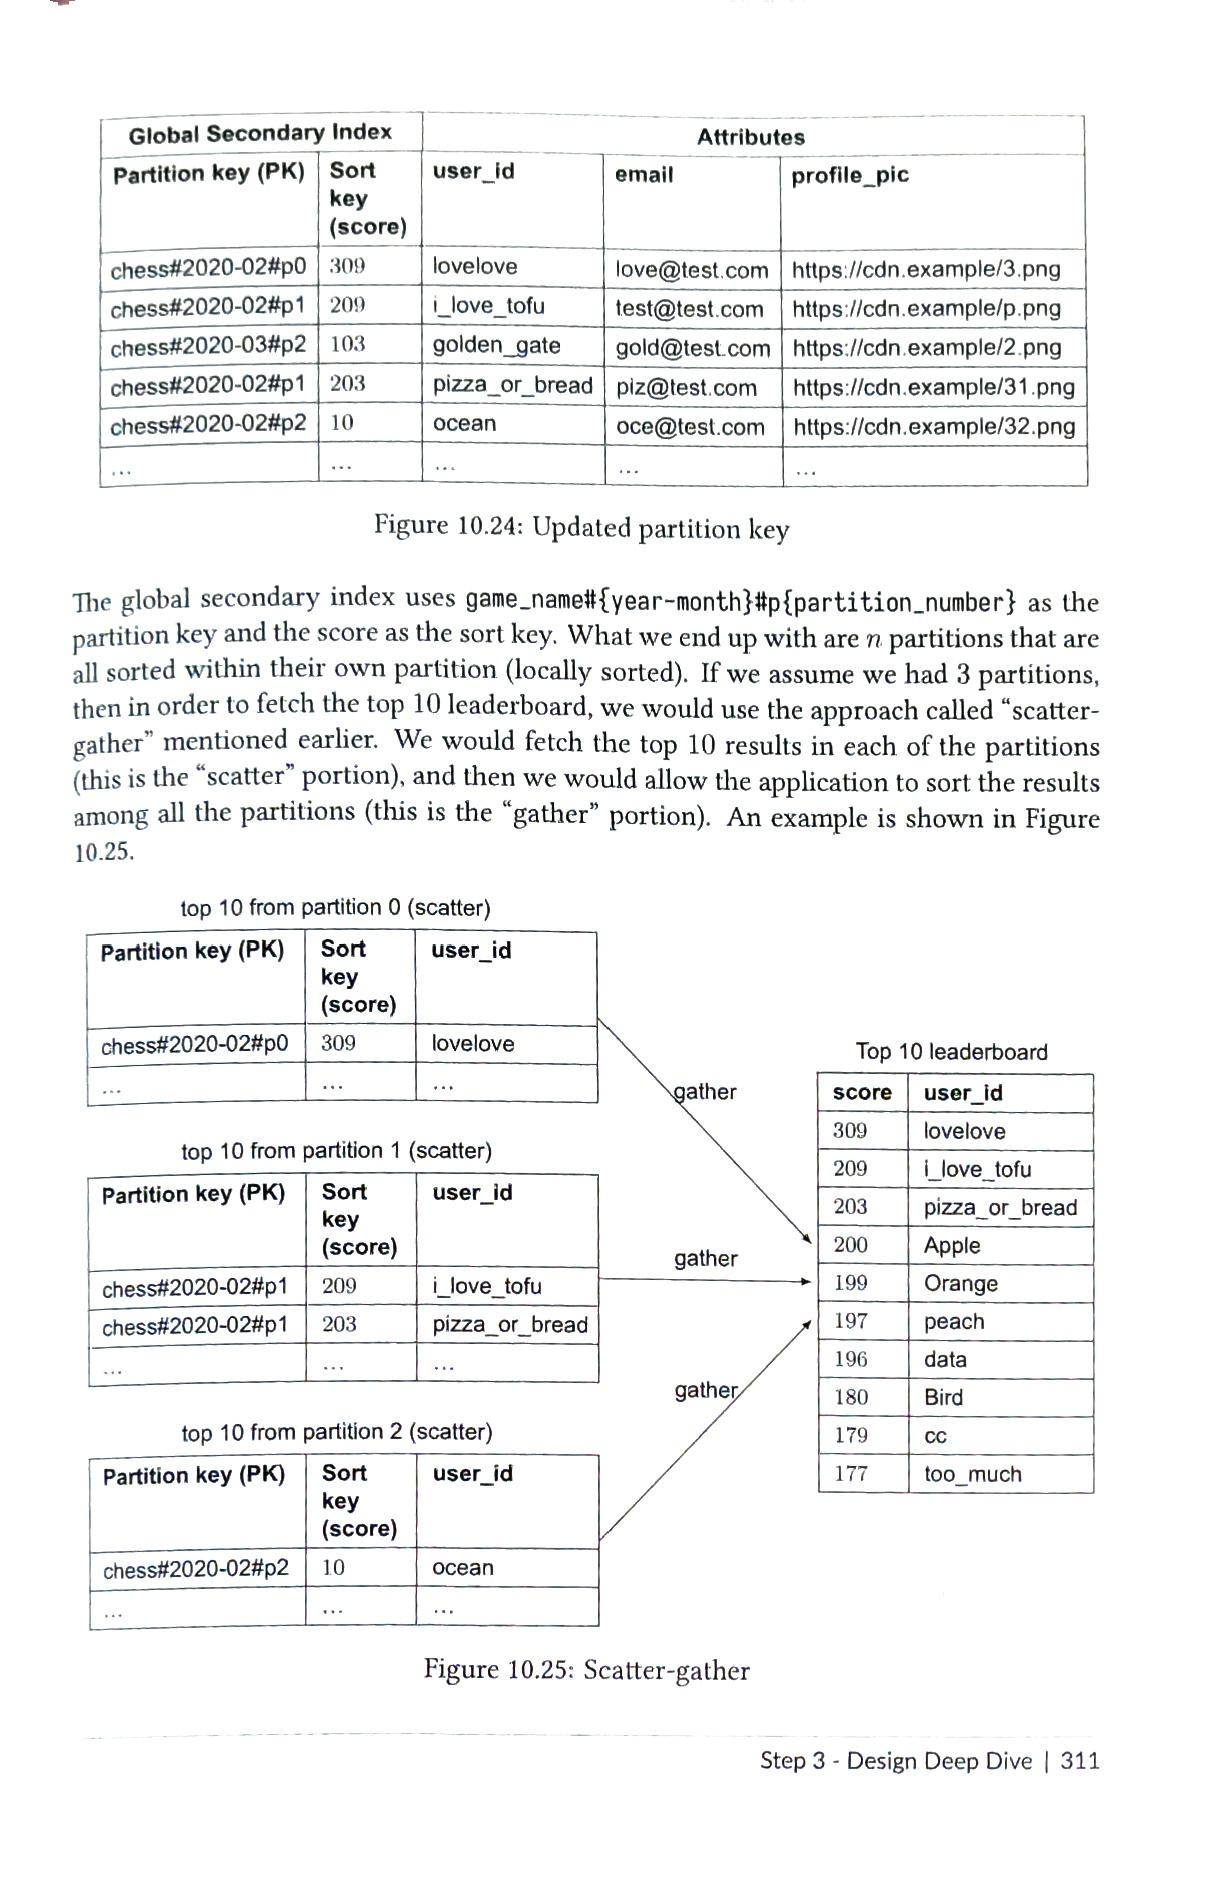 Global Secondary Index Attributes
Partition key (PK) Sort key (score) user_id email profile_pic
chess#2020-02#p0 309 lovelove love@test.com https://cdn.example/3.png
chess#2020-02#p1 209 i_love_tofu test@test.com https://cdn.example/p.png
chess#2020-03#p2 103 golden_gate gold@test.com https://cdn.example/2.png
chess#2020-02#p1 203 pizza_or_bread piz@test.com https://cdn.example/31.png
chess#2020-02#p2 10 ocean oce@test.com https://cdn.example/32.png
... ... ... ... ...
Figure 10.24: Updated partition key
The global secondary index uses game_name#{year-month}#p{partition_number} as the
partition key and the score as the sort key. What we end up with are n partitions that are
all sorted within their own partition (locally sorted). If we assume we had 3 partitions,
then in order to fetch the top 10 leaderboard, we would use the approach called “scatter-
gather” mentioned earlier. We would fetch the top 10 results in each of the partitions
(this is the “scatter” portion), and then we would allow the application to sort the results
among all the partitions (this is the “gather” portion). An example is shown in Figure
10.25.
top 10 from partition 0 (scatter)
Partition key (PK) Sort key (score) user_id
chess#2020-02#p0 309 lovelove
... ... ...
gather
top 10 from partition 1 (scatter)
Partition key (PK) Sort key (score) user_id
chess#2020-02#p1 209 i_love_tofu
chess#2020-02#p1 203 pizza_or_bread
... ... ...
gather
top 10 from partition 2 (scatter)
Partition key (PK) Sort key (score) user_id
chess#2020-02#p2 10 ocean
... ... ...
gather
Top 10 leaderboard
score user_id
309 lovelove
209 i_love_tofu
203 pizza_or_bread
200 Apple
199 Orange
197 peach
196 data
180 Bird
179 cc
177 too_much
Figure 10.25: Scatter-gather
Step 3 - Design Deep Dive | 311